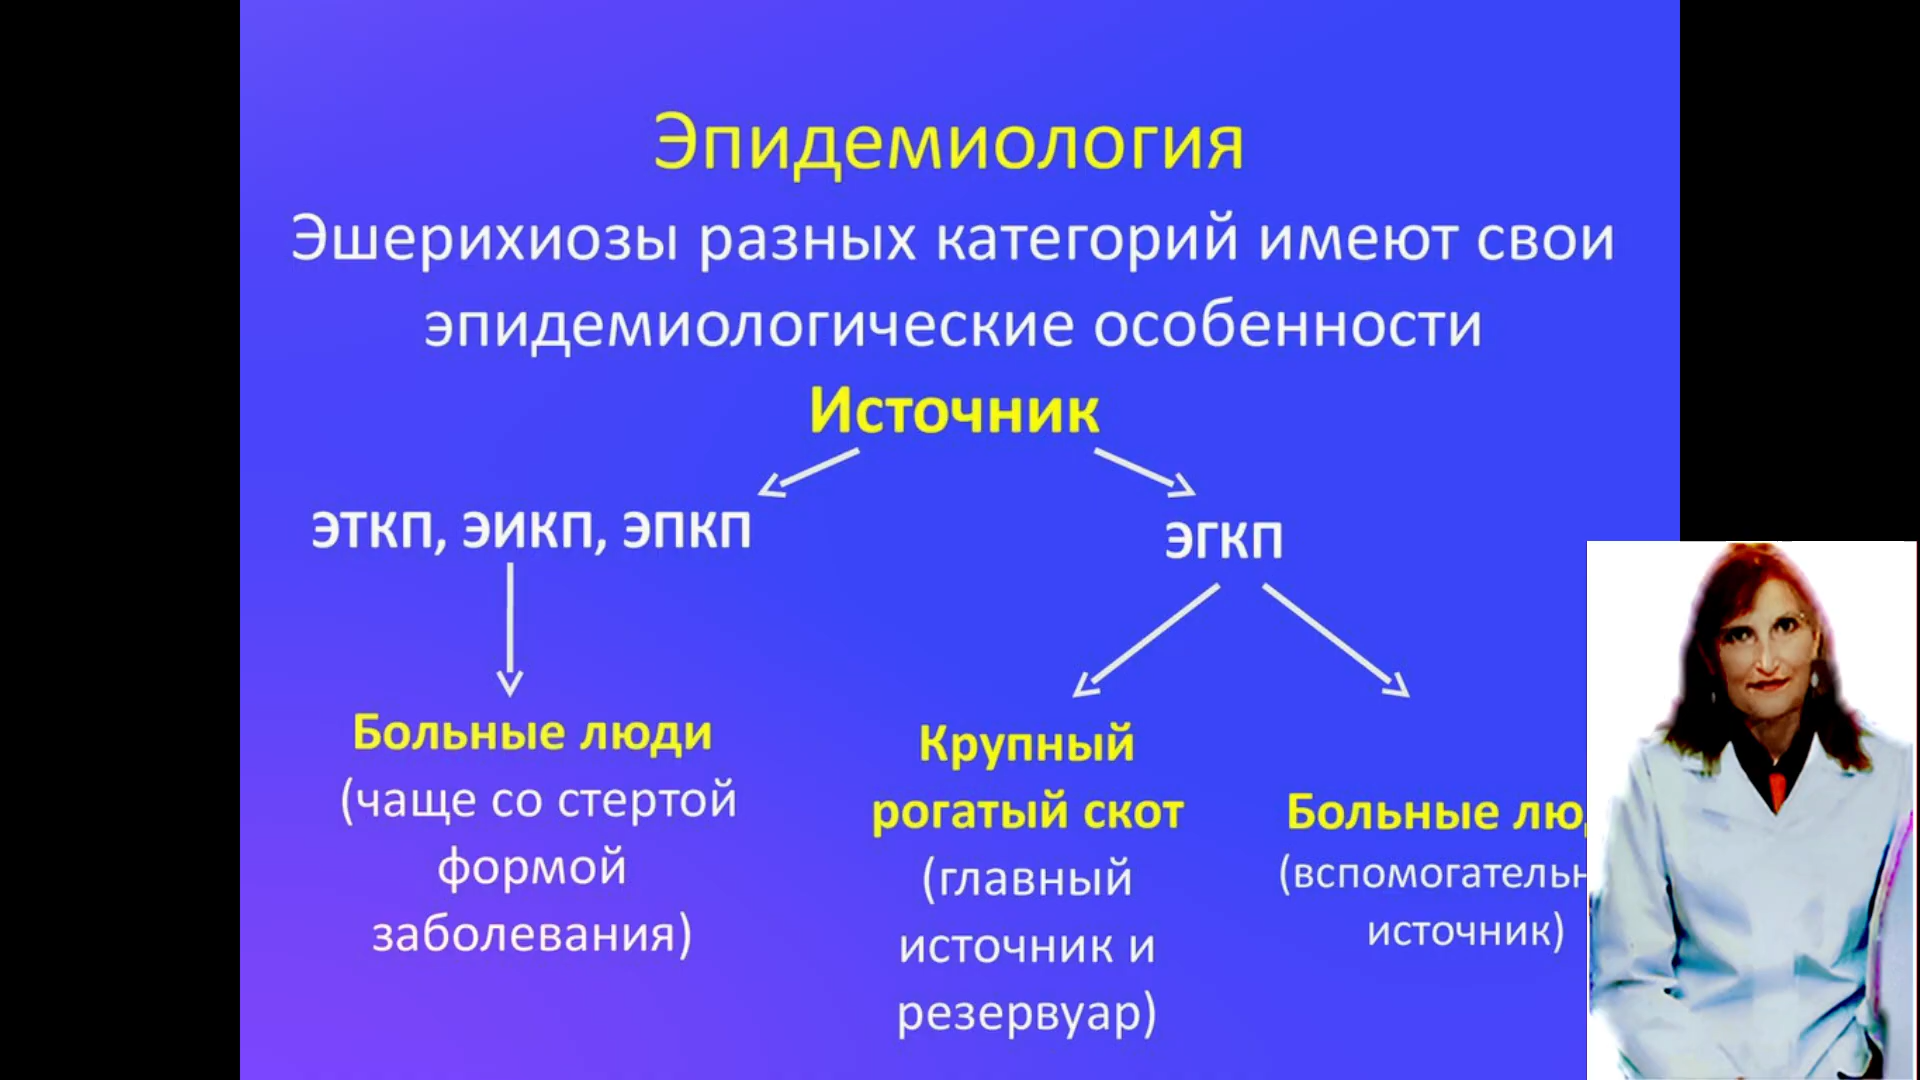 Эпидемиология
Эшерихиозы разных категорий имеют свои
эпидемиологические особенности
Источник
ЭТКП, ЭИКП, ЭПКП
ЭГКП
Больные люди
(чаще со стертой
формой
заболевания)
Крупный
рогатый скот
(главный
источник и
резервуар)
Больные
источник)